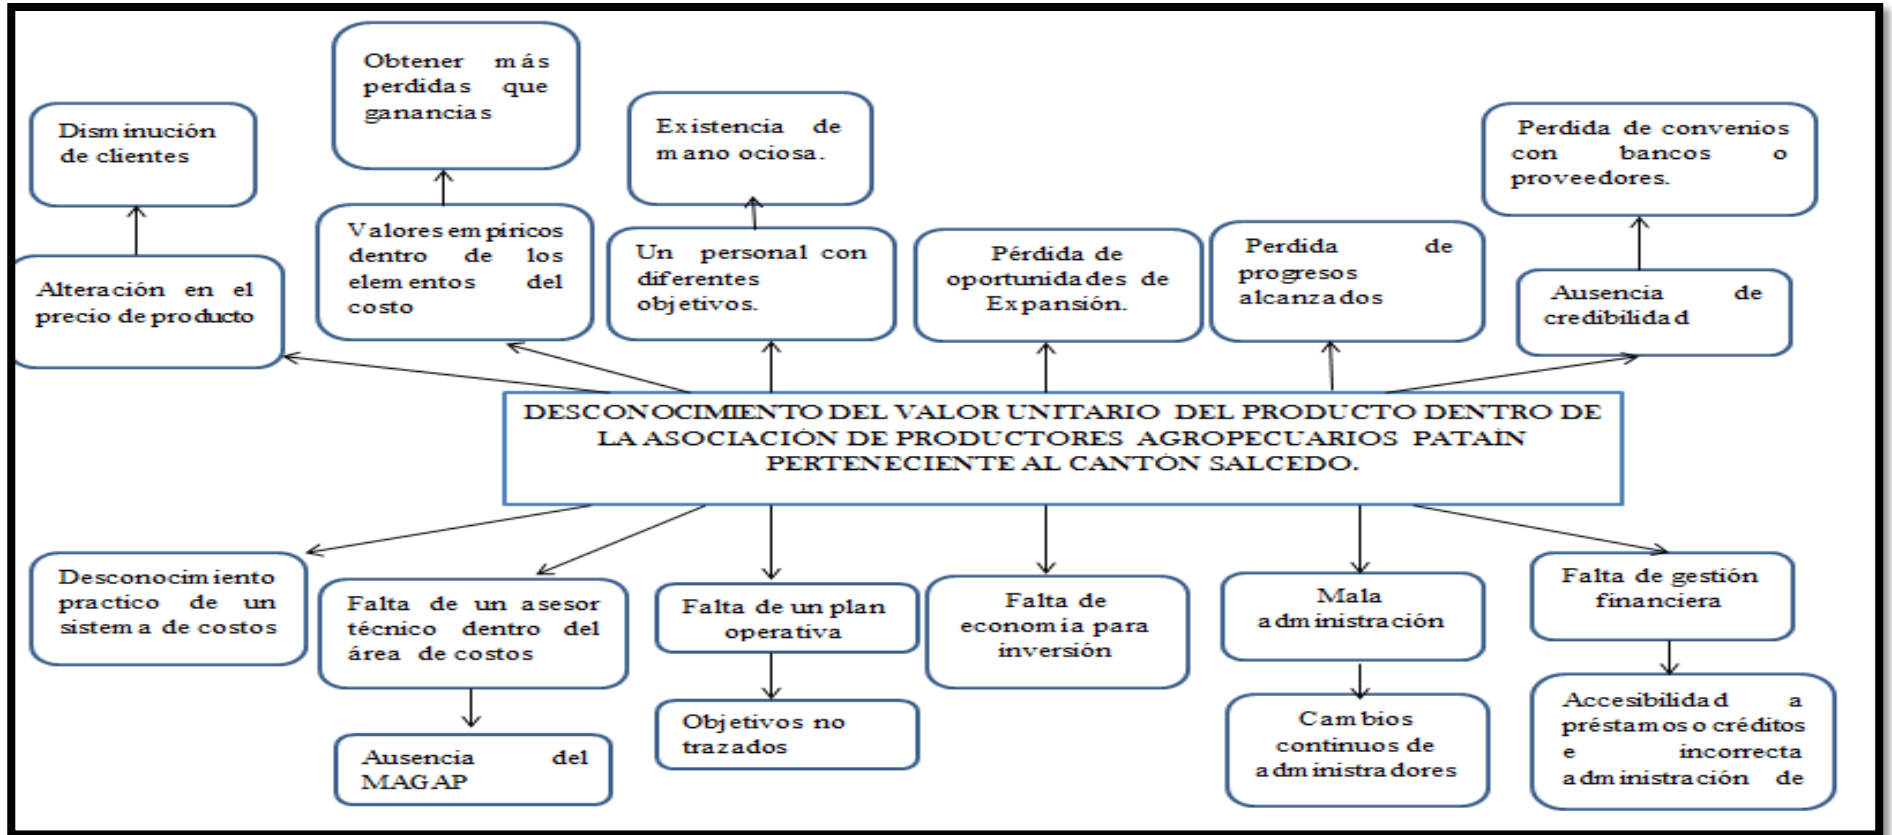 Obtener más
perdidas que
ganancias
Disminución
de clientes
Existencia de
mano ociosa.
Perdida de convenios
con bancos o
proveedores.
Valores empíricos
dentro de los
elementos del
costo
Un personal con
diferentes
objetivos.
Pérdida de
oportunidades de
Expansión.
Perdida de
progresos
alcanzados
Alteración en el
precio de producto
Ausencia de
credibilidad
DESCONOCIMIENTO DEL VALOR UNITARIO DEL PRODUCTO DENTRO DE
LA ASOCIACIÓN DE PRODUCTORES AGROPECUARIOS PATAÍN
PERTENECIENTE AL CANTÓN SALCEDO.
Desconocimiento
practico de un
sistema de costos
Falta de un asesor
técnico dentro del
área de costos
Falta de un plan
operativa
Falta de
economía para
inversión
Mala
administración
Falta de gestión
financiera
Ausencia del
MAGAP
Objetivos no
trazados
Cambios
continuos de
administradores
Accesibilidad a
préstamos o créditos
e incorrecta
administración de